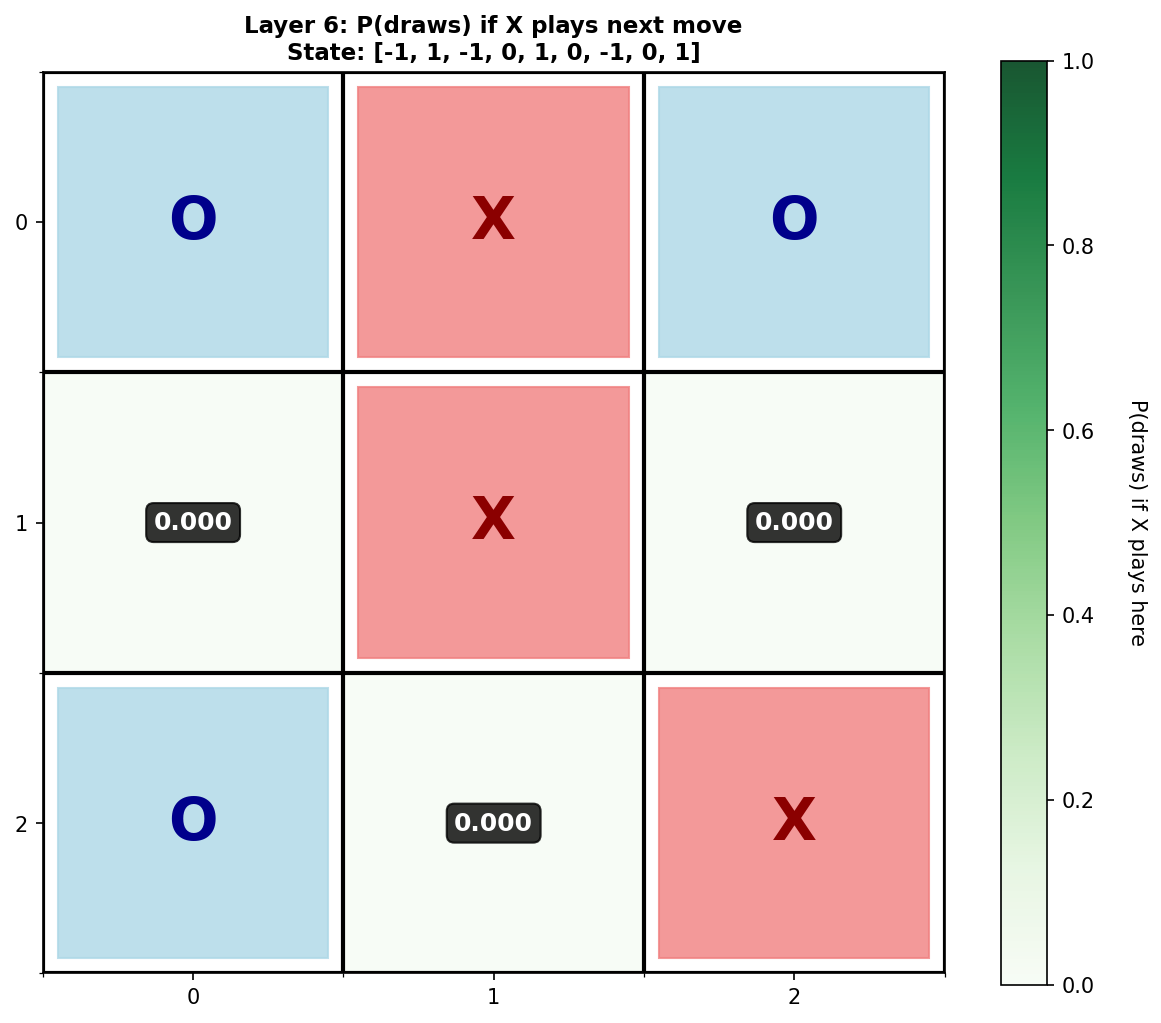 Layer 6: P(draws) if X plays next move
State: [-1, 1, -1, 0, 1, 0, -1, 0, 1]
O X O
0.000 X 0.000
O 0.000 X
0
1
2
0 1 2
1.0
0.8
0.6
0.4
0.2
0.0
P(draws) if X plays here